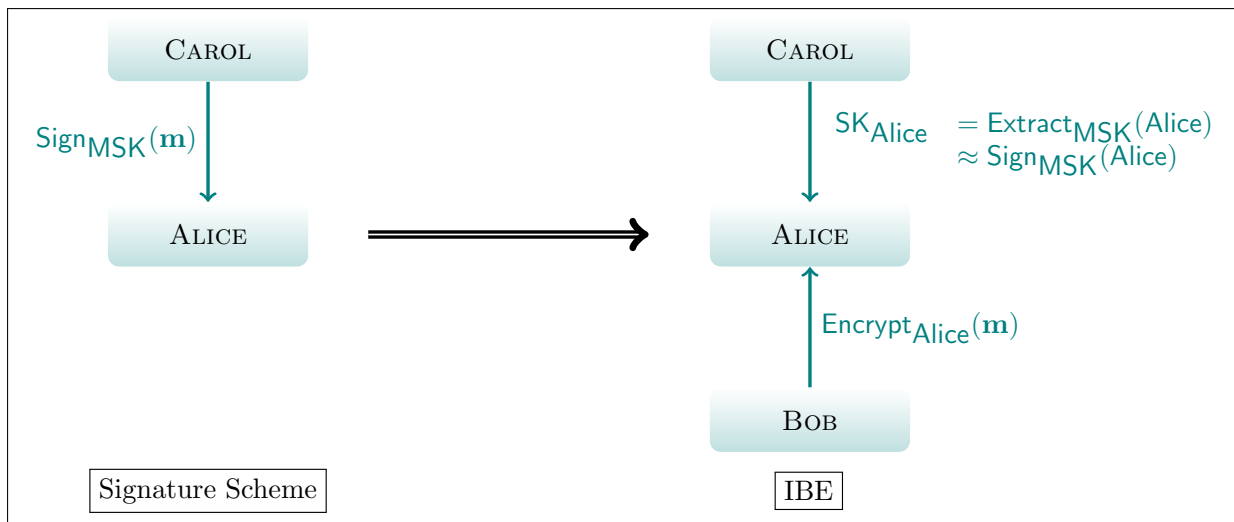 CAROL
Sign_MSK(m)
ALICE
Signature Scheme
CAROL
SK_Alice = Extract_MSK(Alice)
≈ Sign_MSK(Alice)
ALICE
Encrypt_Alice(m)
BOB
IBE